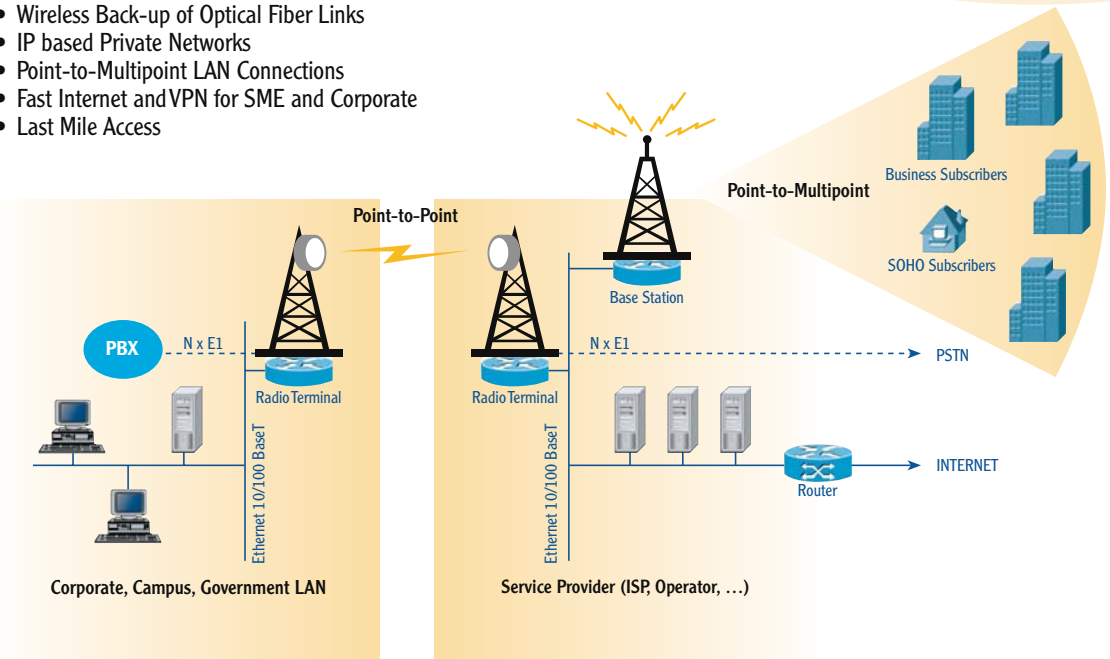 • Wireless Back-up of Optical Fiber Links
• IP based Private Networks
• Point-to-Multipoint LAN Connections
• Fast Internet and VPN for SME and Corporate
• Last Mile Access
Business Subscribers
Point-to-Multipoint
Point-to-Point
SOHO Subscribers
Base Station
PBX
N x E1
N x E1
PSTN
Radio Terminal
Radio Terminal
Ethernet 10/100 BaseT
Ethernet 10/100 BaseT
INTERNET
Router
Corporate, Campus, Government LAN
Service Provider (ISP, Operator, ...)